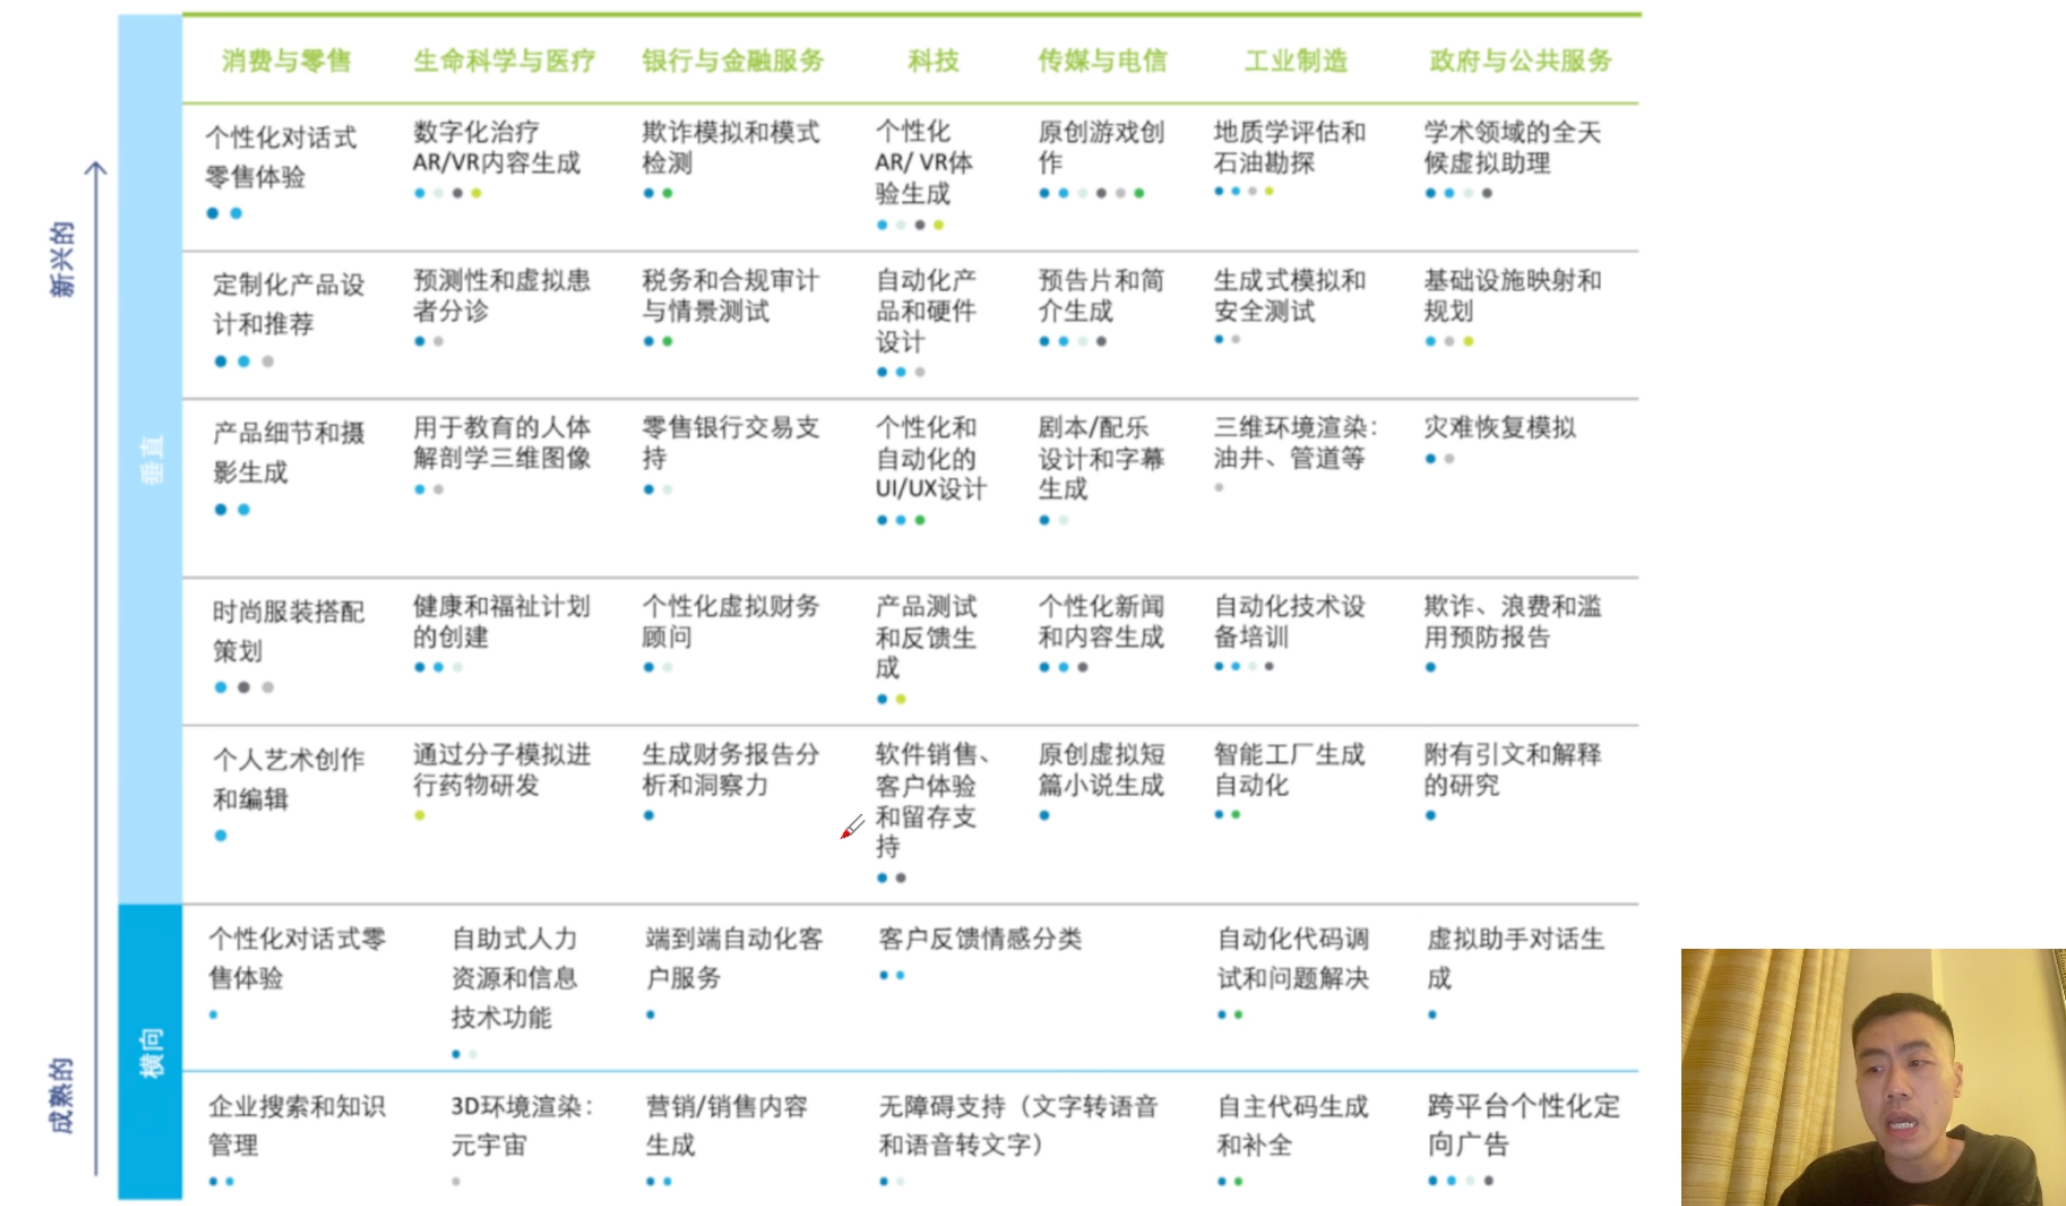 消费与零售
生命科学与医疗
银行与金融服务
科技
传媒与电信
工业制造
政府与公共服务
新兴的
垂直
个性化对话式
零售体验
数字化治疗
AR/VR内容生成
欺诈模拟和模式
检测
个性化
AR/ VR体
验生成
原创游戏创
作
地质学评估和
石油勘探
学术领域的全天
候虚拟助理
定制化产品设
计和推荐
预测性和虚拟患
者分诊
税务和合规审计
与情景测试
自动化产
品和硬件
设计
预告片和简
介生成
生成式模拟和
安全测试
基础设施映射和
规划
产品细节和摄
影生成
用于教育的人体
解剖学三维图像
零售银行交易支
持
个性化和
自动化的
UI/UX设计
剧本/配乐
设计和字幕
生成
三维环境渲染：
油井、管道等
灾难恢复模拟
时尚服装搭配
策划
健康和福祉计划
的创建
个性化虚拟财务
顾问
产品测试
和反馈生
成
个性化新闻
和内容生成
自动化技术设
备培训
欺诈、浪费和滥
用预防报告
个人艺术创作
和编辑
通过分子模拟进
行药物研发
生成财务报告分
析和洞察力
软件销售、
客户体验
和留存支
持
原创虚拟短
篇小说生成
智能工厂生成
自动化
附有引文和解释
的研究
成熟的
横向
个性化对话式零
售体验
自助式人力
资源和信息
技术功能
端到端自动化客
户服务
客户反馈情感分类
自动化代码调
试和问题解决
虚拟助手对话生
成
企业搜索和知识
管理
3D环境渲染：
元宇宙
营销/销售内容
生成
无障碍支持（文字转语音
和语音转文字）
自主代码生成
和补全
跨平台个性化定
向广告